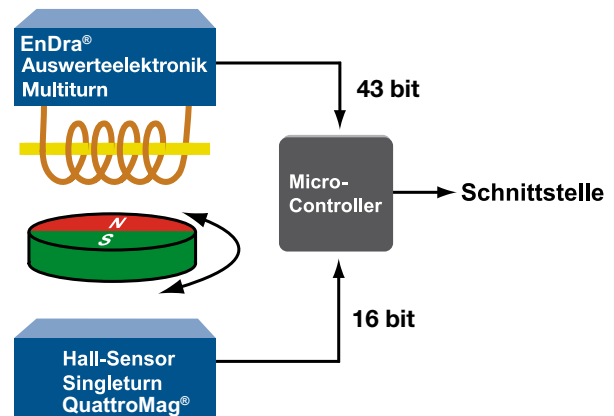 EnDra®
Auswerteelektronik
Multiturn
43 bit
Micro-
Controller
Schnittstelle
N
S
16 bit
Hall-Sensor
Singleturn
QuattroMag®